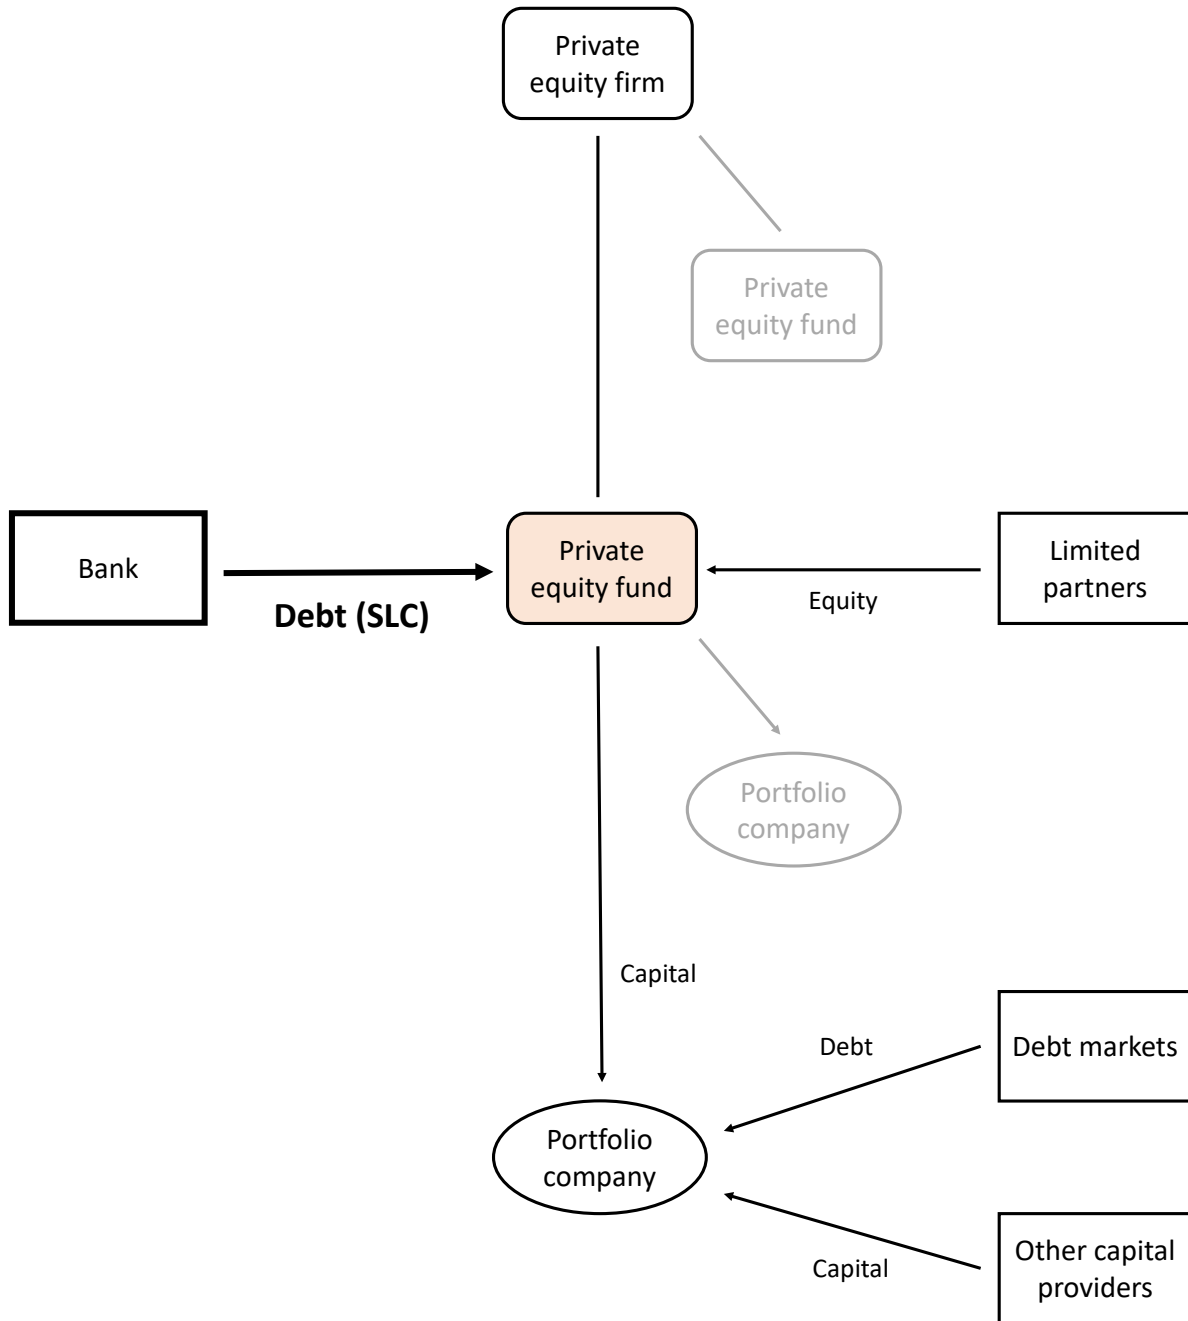 Private
equity firm
Private
equity fund
Bank
Debt (SLC)
Private
equity fund
Equity
Limited
partners
Portfolio
company
Capital
Debt
Debt markets
Portfolio
company
Capital
Other capital
providers